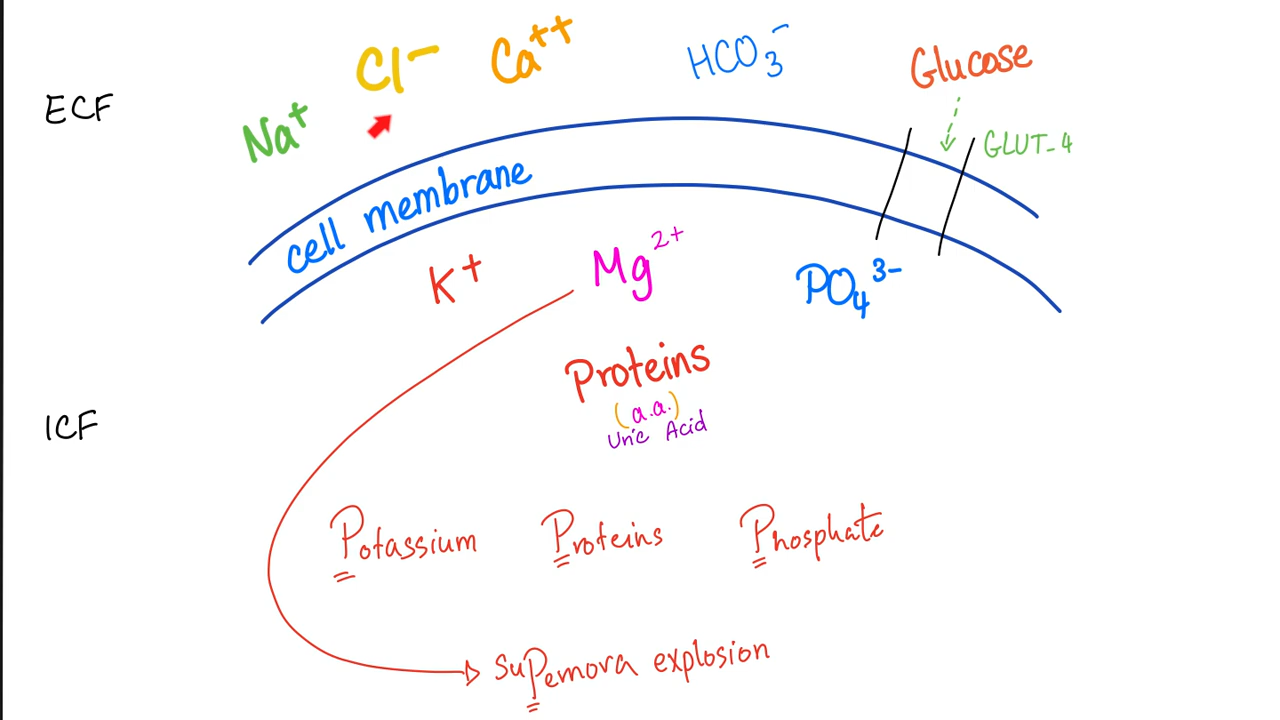 ECF
Na+
Cl−
Ca++
HCO3−
Glucose
GLUT-4
cell membrane
K+
Mg2+
PO43−
ICF
Proteins
(a.a.)
Uric Acid
Potassium Proteins Phosphate
SuPemova explosion